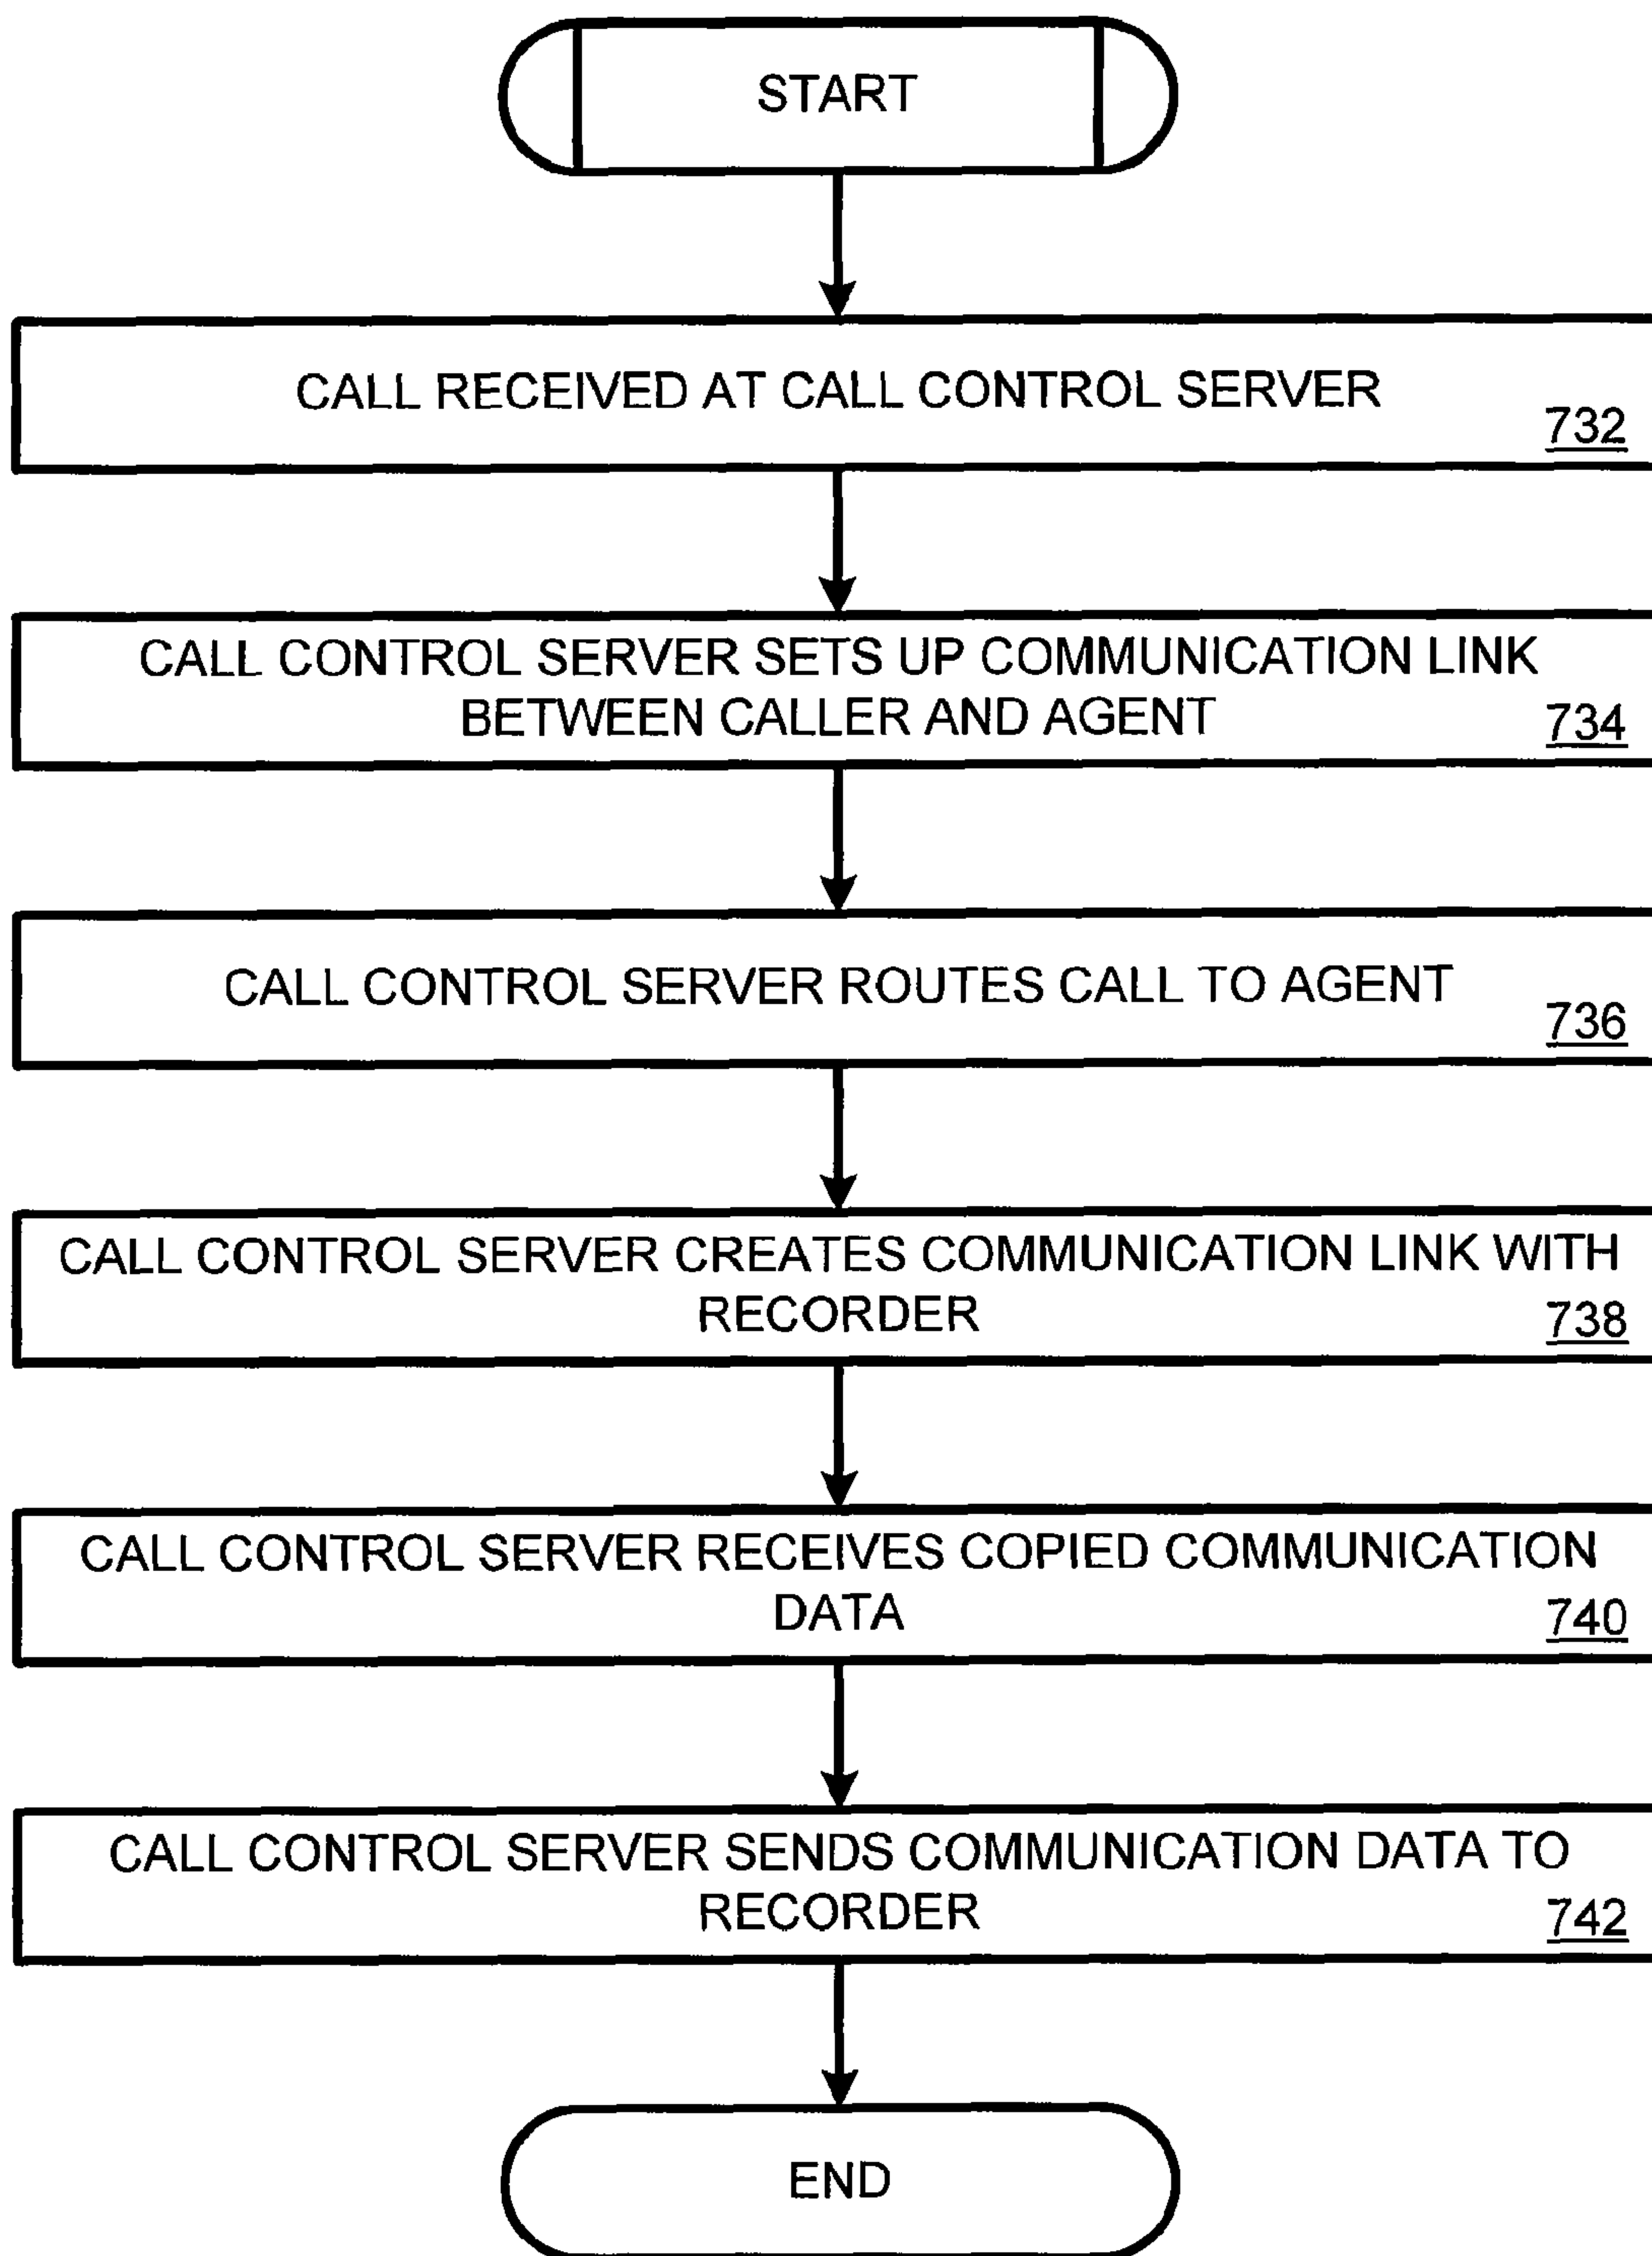 START
CALL RECEIVED AT CALL CONTROL SERVER
732
CALL CONTROL SERVER SETS UP COMMUNICATION LINK
BETWEEN CALLER AND AGENT
734
CALL CONTROL SERVER ROUTES CALL TO AGENT
736
CALL CONTROL SERVER CREATES COMMUNICATION LINK WITH
RECORDER
738
CALL CONTROL SERVER RECEIVES COPIED COMMUNICATION
DATA
740
CALL CONTROL SERVER SENDS COMMUNICATION DATA TO
RECORDER
742
END